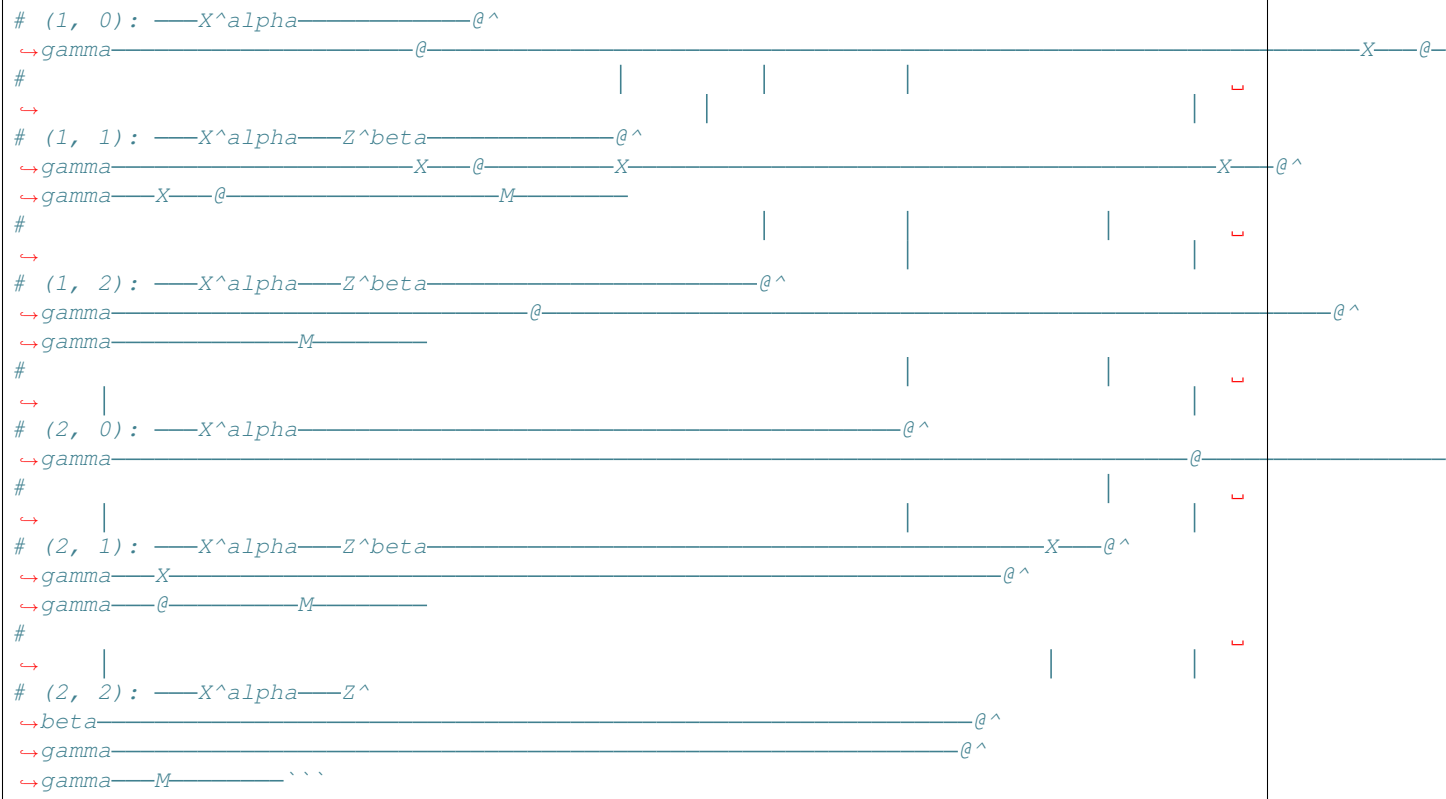 # (1, 0): ───X^alpha────────────@^
↪gamma─────────────────────@─────────────────────────────────────────────────────────────────X───@─
# │ │ │ ␣
↪ │ │
# (1, 1): ───X^alpha───Z^beta─────────────@^
↪gamma─────────────────────X───@─────────X─────────────────────────────────────────X───@^
↪gamma───X───@───────────────────M────────
# │ │ │ ␣
↪ │ │
# (1, 2): ───X^alpha───Z^beta───────────────────────@^
↪gamma─────────────────────────────@───────────────────────────────────────────────────────@^
↪gamma─────────────M────────
# │ │ ␣
↪ │ │
# (2, 0): ───X^alpha──────────────────────────────────────────@^
↪gamma───────────────────────────────────────────────────────────────────────────@─────────────────
# │ ␣
↪ │ │ │
# (2, 1): ───X^alpha───Z^beta───────────────────────────────────────────X───@^
↪gamma───X──────────────────────────────────────────────────────────@^
↪gamma───@─────────M────────
# ␣
↪ │ │ │
# (2, 2): ───X^alpha───Z^
↪beta─────────────────────────────────────────────────────────────@^
↪gamma───────────────────────────────────────────────────────────@^
↪gamma───M────────```